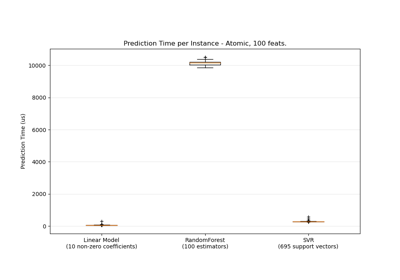 Prediction Time per Instance - Atomic, 100 feats.
Prediction Time (us)
10000
8000
6000
4000
2000
0
Linear Model
(10 non-zero coefficients)
RandomForest
(100 estimators)
SVR
(695 support vectors)